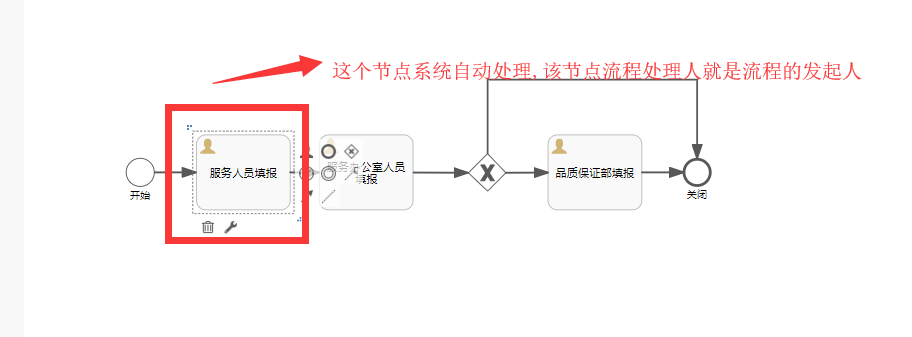 这个节点系统自动处理, 该节点流程处理人就是流程的发起人
服务人员填报
服务办公室人员
填报
品质保证部填报
开始
关闭